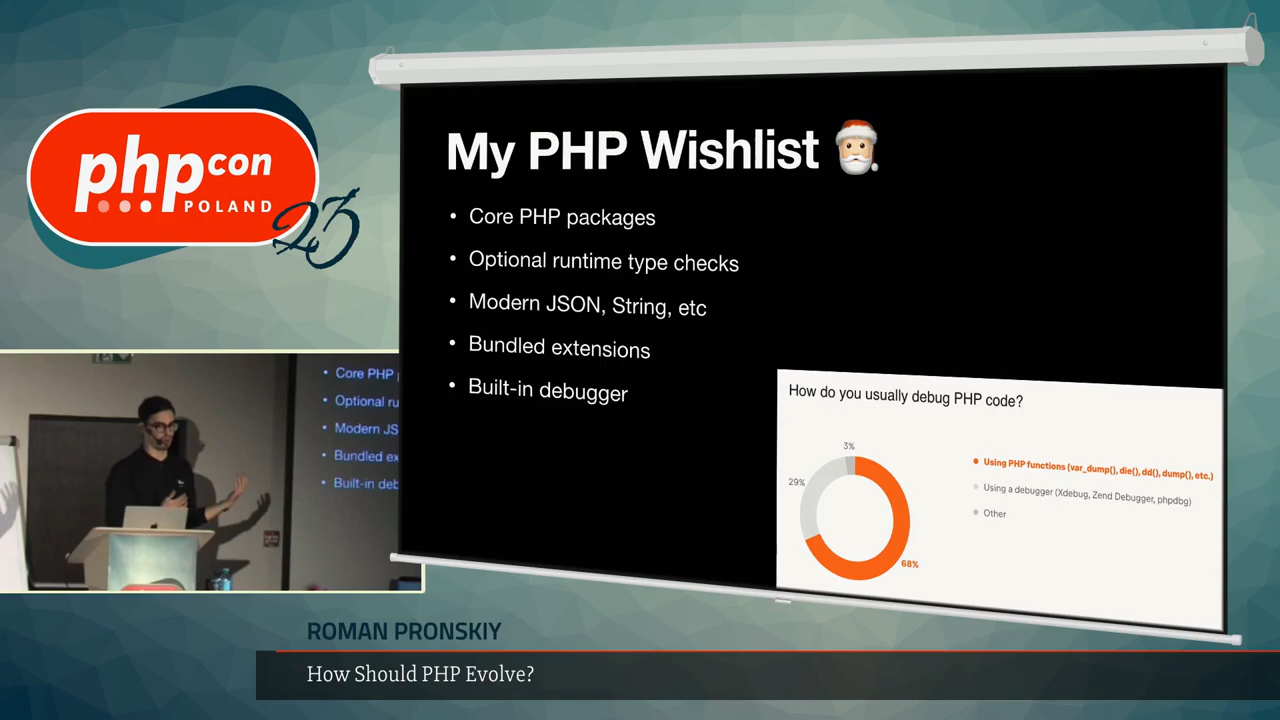 phpcon
POLAND
23
My PHP Wishlist
• Core PHP packages
• Optional runtime type checks
• Modern JSON, String, etc
• Bundled extensions
• Built-in debugger
How do you usually debug PHP code?
3%
29%
68%
Using PHP functions (var_dump(), die(), dd(), dump(), etc.)
Using a debugger (Xdebug, Zend Debugger, phpdbg)
Other
• Core PHP
• Optional ru
• Modern JS
• Bundled ex
• Built-in deb
ROMAN PRONSKIY
How Should PHP Evolve?